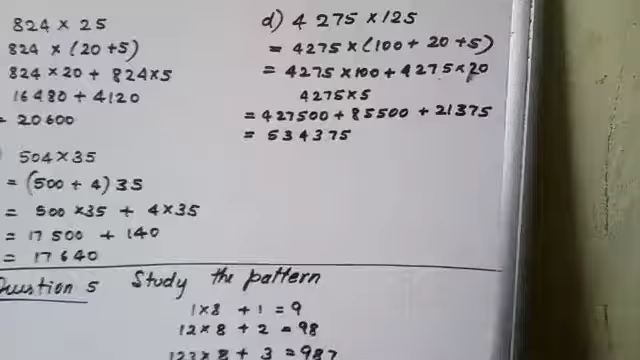 824 × 25
824 × (20+5)
824 × 20 + 824×5
16480 + 4120
= 20600
504×35
= (500 + 4) 35
= 500 ×35 + 4×35
= 17 500 + 140
= 17 640
d) 4 275 × 125
= 4275 × (100 + 20 +5)
= 4275×100 + 4275×20
4275×5
= 427500 + 85500 + 21375
= 534375
Question 5 Study the pattern
1×8 + 1 = 9
12×8 + 2 = 98
123×8 + 3 = 987